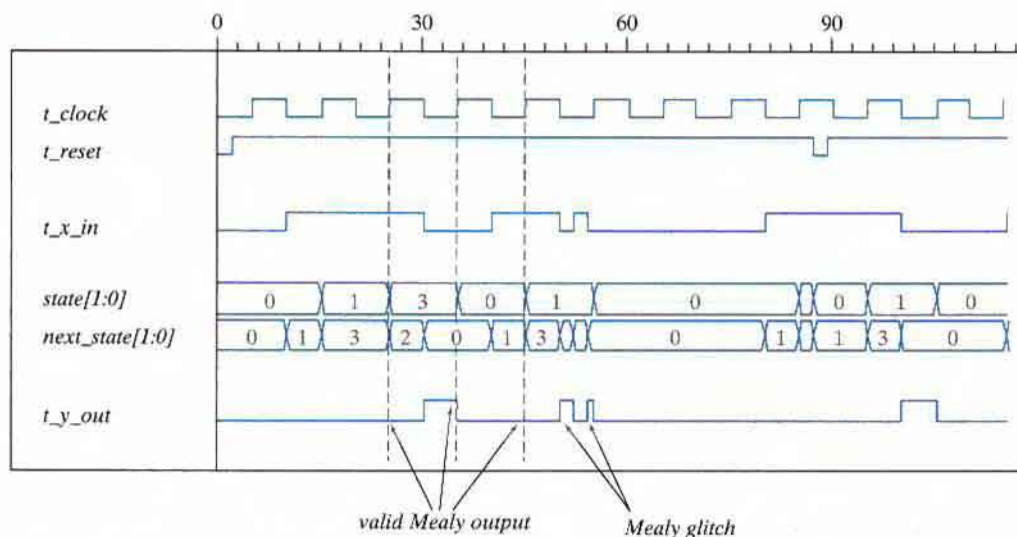 0 30 60 90
t_clock
t_reset
t_x_in
state[1:0] 0 1 3 0 1 0 0 1 0
next_state[1:0] 0 1 3 2 0 1 3 0 1 1 3 0
t_y_out
valid Mealy output Mealy glitch